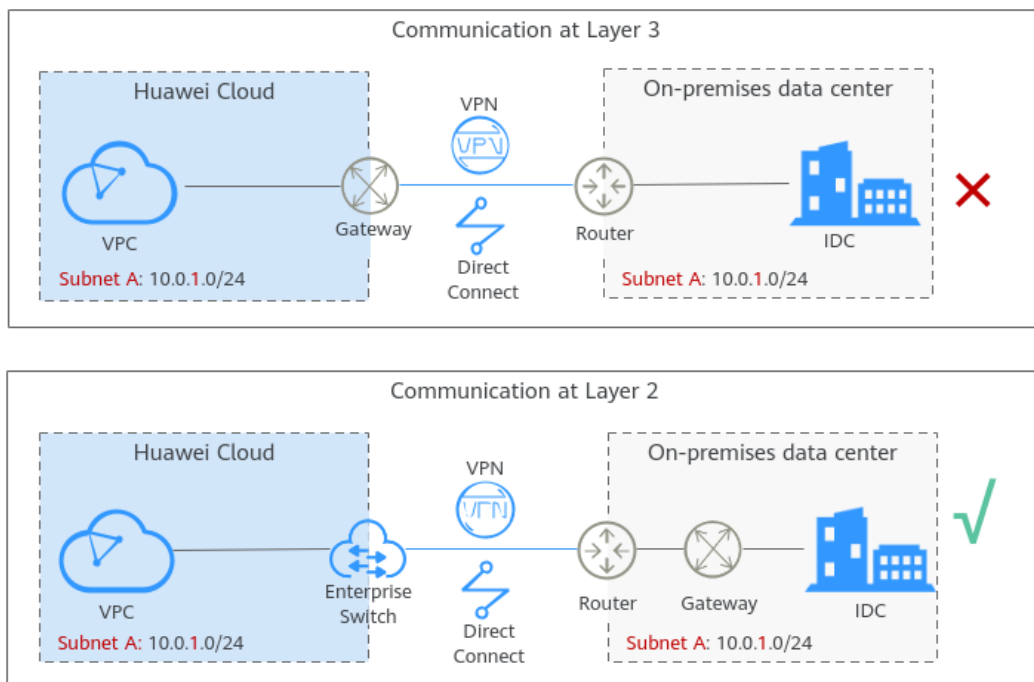 Communication at Layer 3
Huawei Cloud
On-premises data center
VPN
VPN
VPC
Gateway
Router
IDC
Direct
Connect
Subnet A: 10.0.1.0/24
Subnet A: 10.0.1.0/24
Communication at Layer 2
Huawei Cloud
On-premises data center
VPN
VPN
VPC
Enterprise
Switch
Router
Gateway
IDC
Direct
Connect
Subnet A: 10.0.1.0/24
Subnet A: 10.0.1.0/24